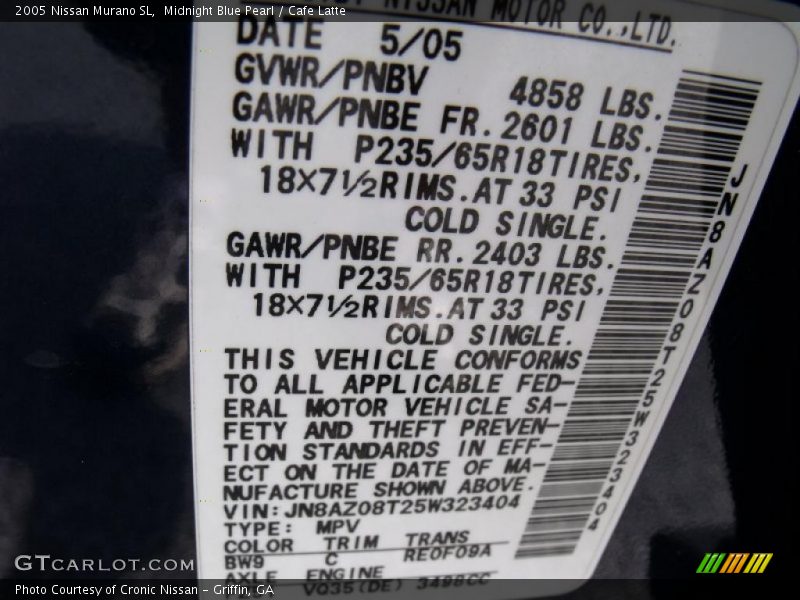 2005 Nissan Murano SL, Midnight Blue Pearl / Cafe Latte
NISSAN MOTOR CO.,LTD.
DATE 5/05
GVWR/PNBV 4858 LBS.
GAWR/PNBE FR. 2601 LBS.
WITH P235/65R18TIRES,
18×7½RIMS.AT 33 PSI
COLD SINGLE.
GAWR/PNBE RR. 2403 LBS.
WITH P235/65R18TIRES,
18×7½RIMS.AT 33 PSI
COLD SINGLE.
THIS VEHICLE CONFORMS
TO ALL APPLICABLE FED-
ERAL MOTOR VEHICLE SA-
FETY AND THEFT PREVEN-
TION STANDARDS IN EFF-
ECT ON THE DATE OF MA-
NUFACTURE SHOWN ABOVE.
VIN:JN8AZ08T25W323404
TYPE: MPV
COLOR TRIM TRANS
BW9 C RE0F09A
AXLE ENGINE
VQ35(DE) 3498CC
JN8AZ08T25W323404
GTCARLOT.COM
Photo Courtesy of Cronic Nissan - Griffin, GA